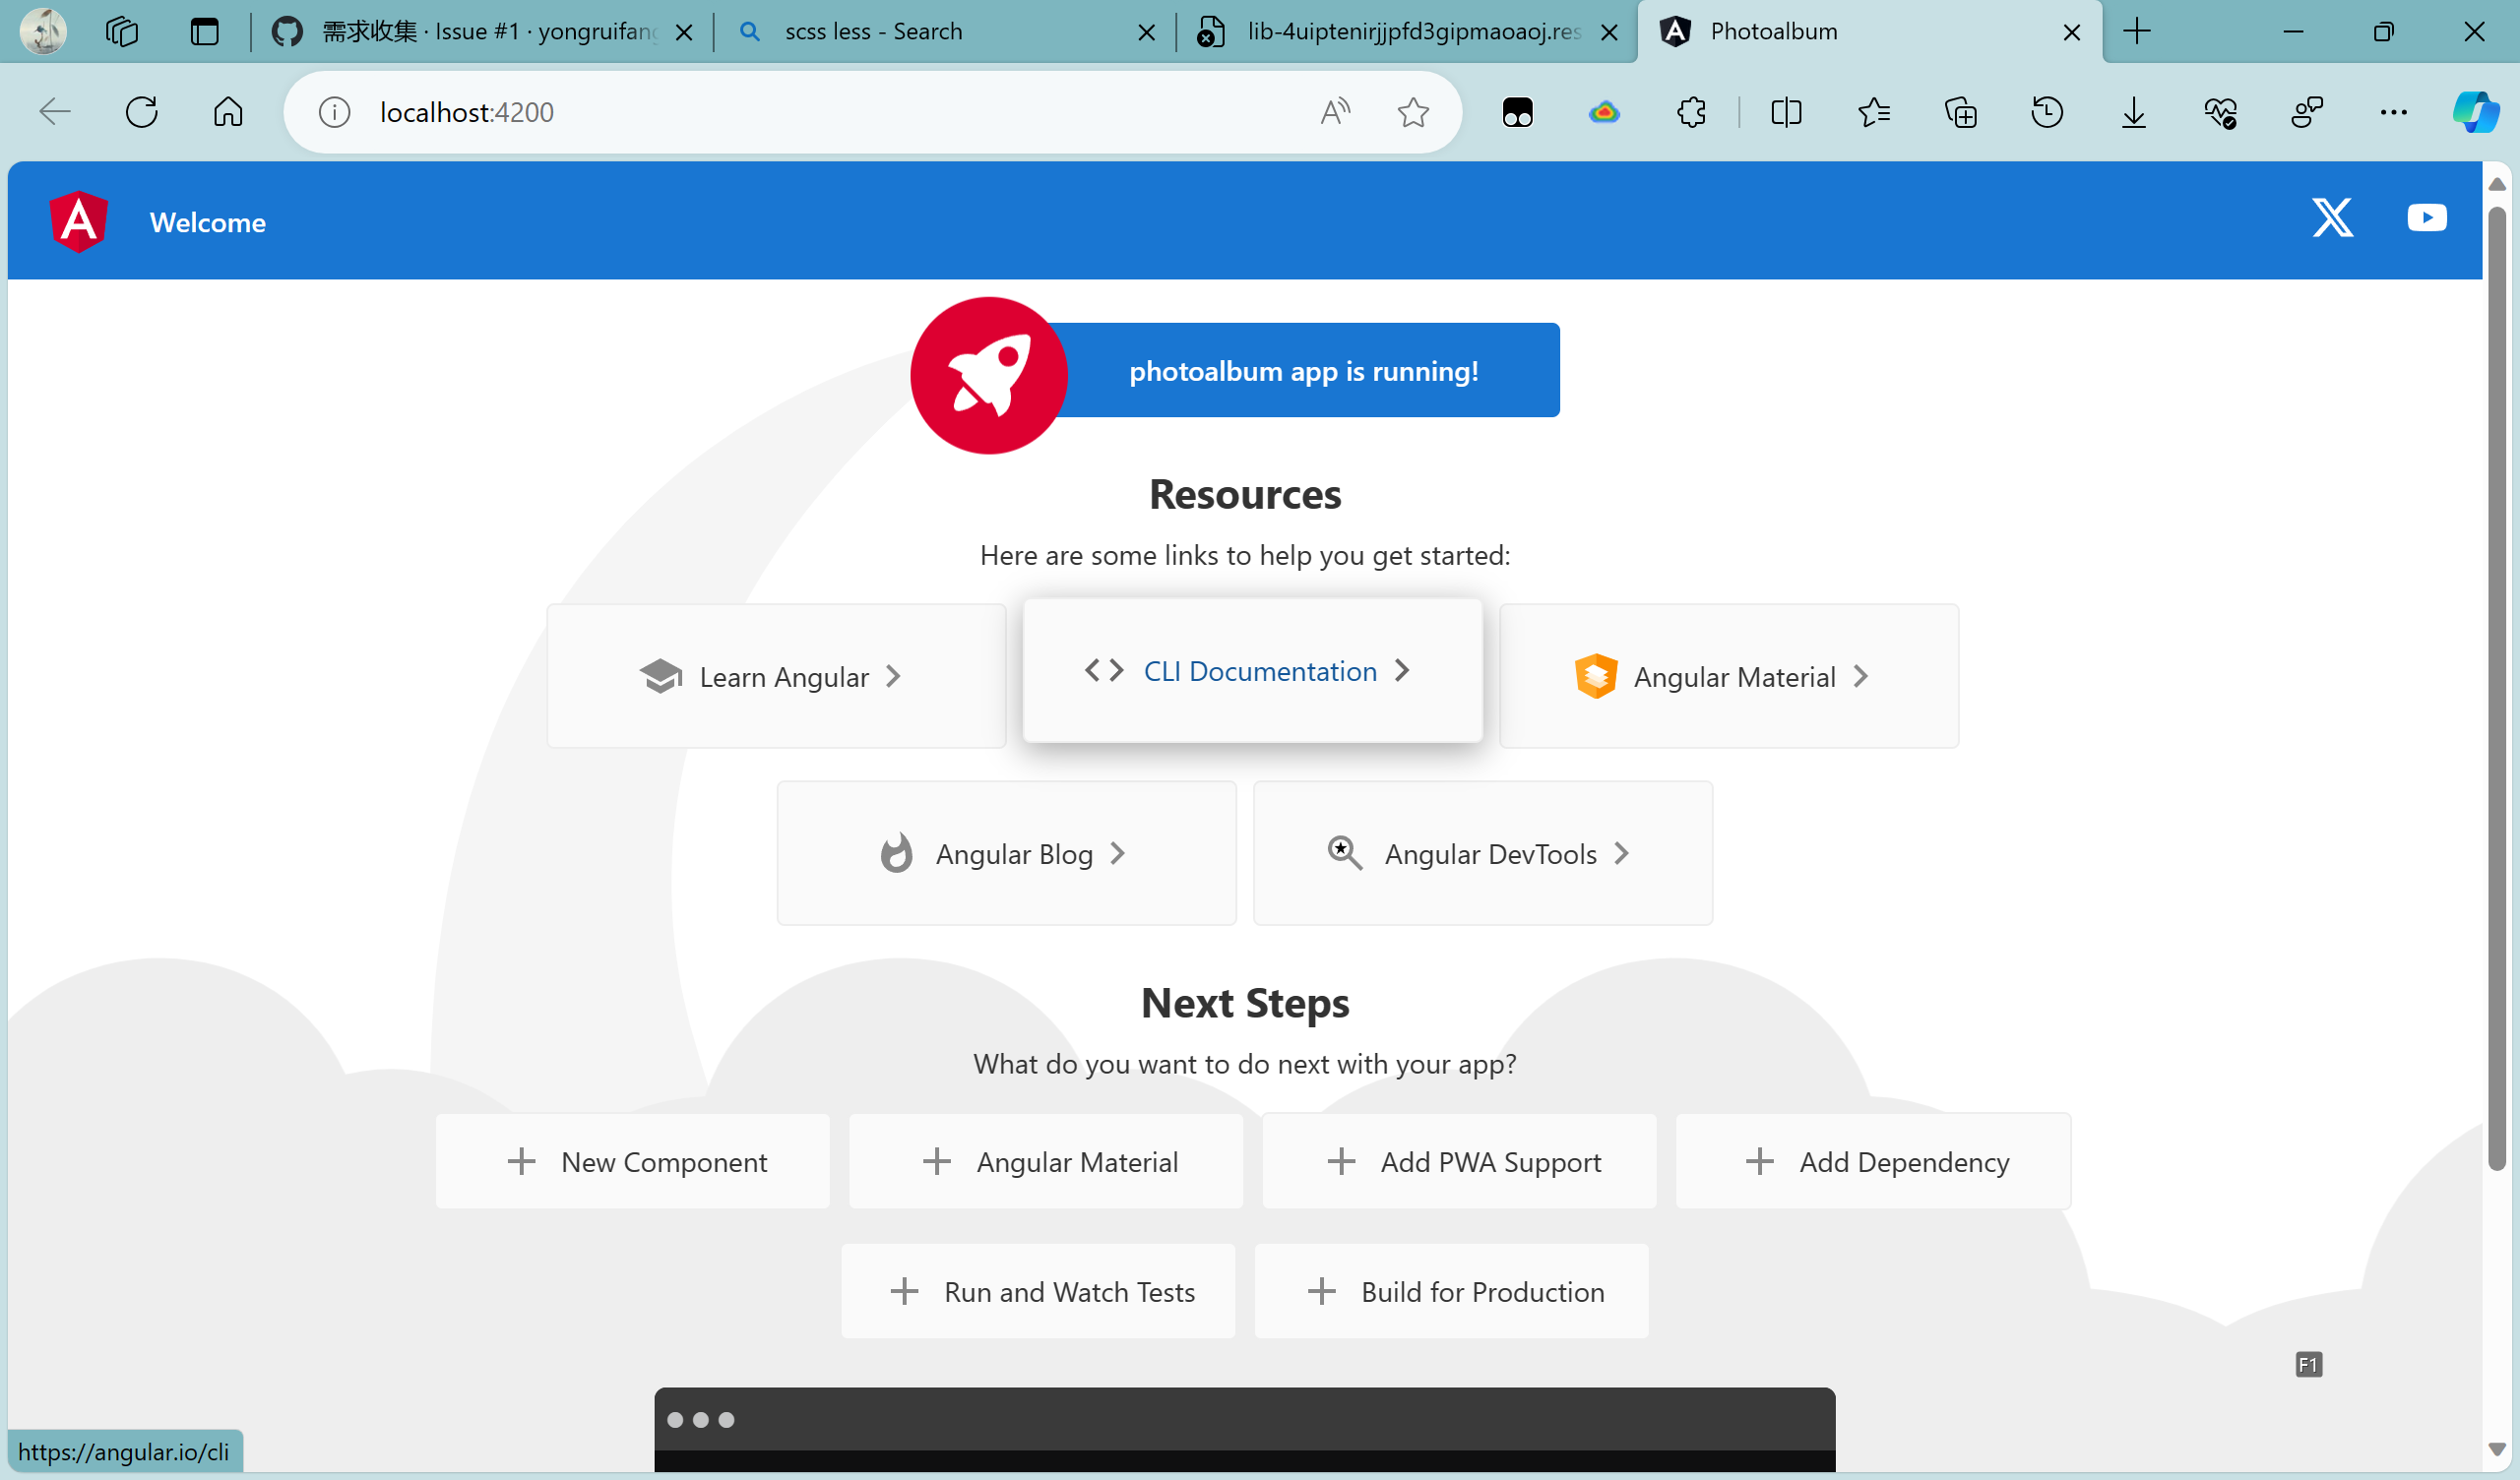 需求收集 · Issue #1 · yongruifang
scss less - Search
lib-4uiptenirjjpfd3gipmaoaoj.res
Photoalbum
localhost:4200
Welcome
photoalbum app is running!
Resources
Here are some links to help you get started:
Learn Angular
CLI Documentation
Angular Material
Angular Blog
Angular DevTools
Next Steps
What do you want to do next with your app?
New Component
Angular Material
Add PWA Support
Add Dependency
Run and Watch Tests
Build for Production
F1
https://angular.io/cli